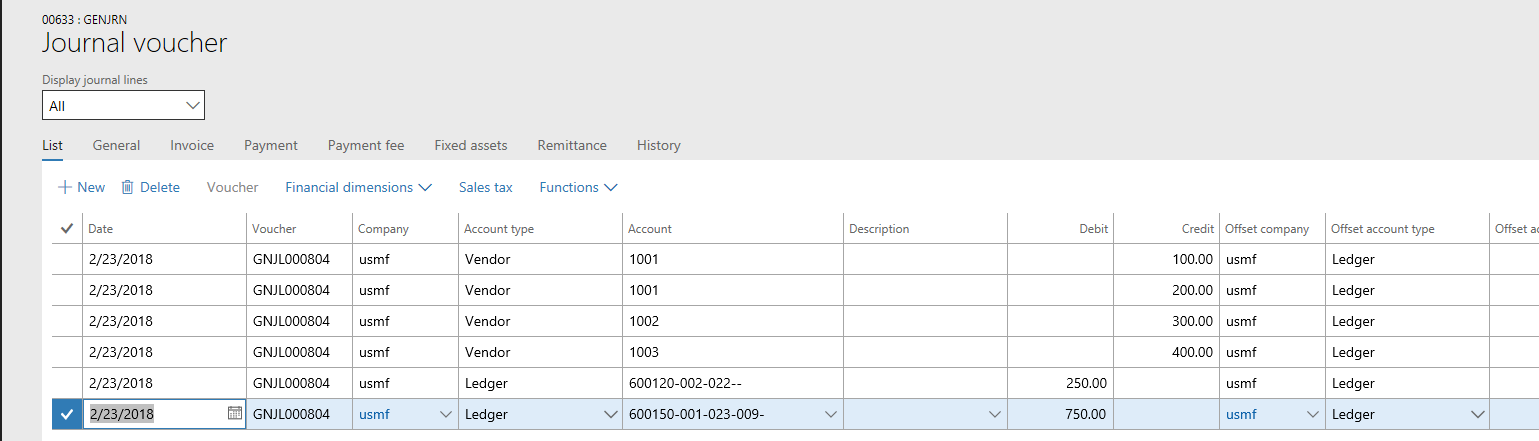 00633 : GENJRN
Journal voucher
Display journal lines
All
List General Invoice Payment Payment fee Fixed assets Remittance History
New Delete Voucher Financial dimensions Sales tax Functions
Date Voucher Company Account type Account Description Debit Credit Offset company Offset account type Offset ac
2/23/2018 GNJL000804 usmf Vendor 1001 100.00 usmf Ledger
2/23/2018 GNJL000804 usmf Vendor 1001 200.00 usmf Ledger
2/23/2018 GNJL000804 usmf Vendor 1002 300.00 usmf Ledger
2/23/2018 GNJL000804 usmf Vendor 1003 400.00 usmf Ledger
2/23/2018 GNJL000804 usmf Ledger 600120-002-022-- 250.00 usmf Ledger
2/23/2018 GNJL000804 usmf Ledger 600150-001-023-009- 750.00 usmf Ledger